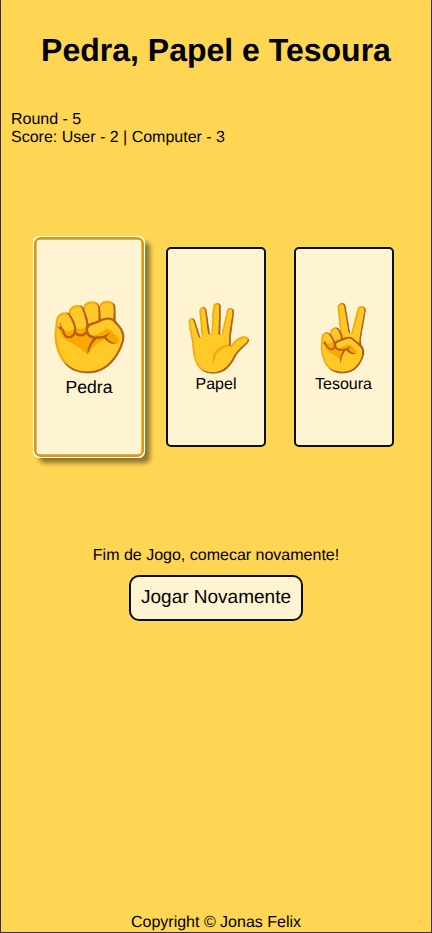 Pedra, Papel e Tesoura
Round - 5
Score: User - 2 | Computer - 3
Pedra
Papel
Tesoura
Fim de Jogo, comecar novamente!
Jogar Novamente
Copyright © Jonas Felix